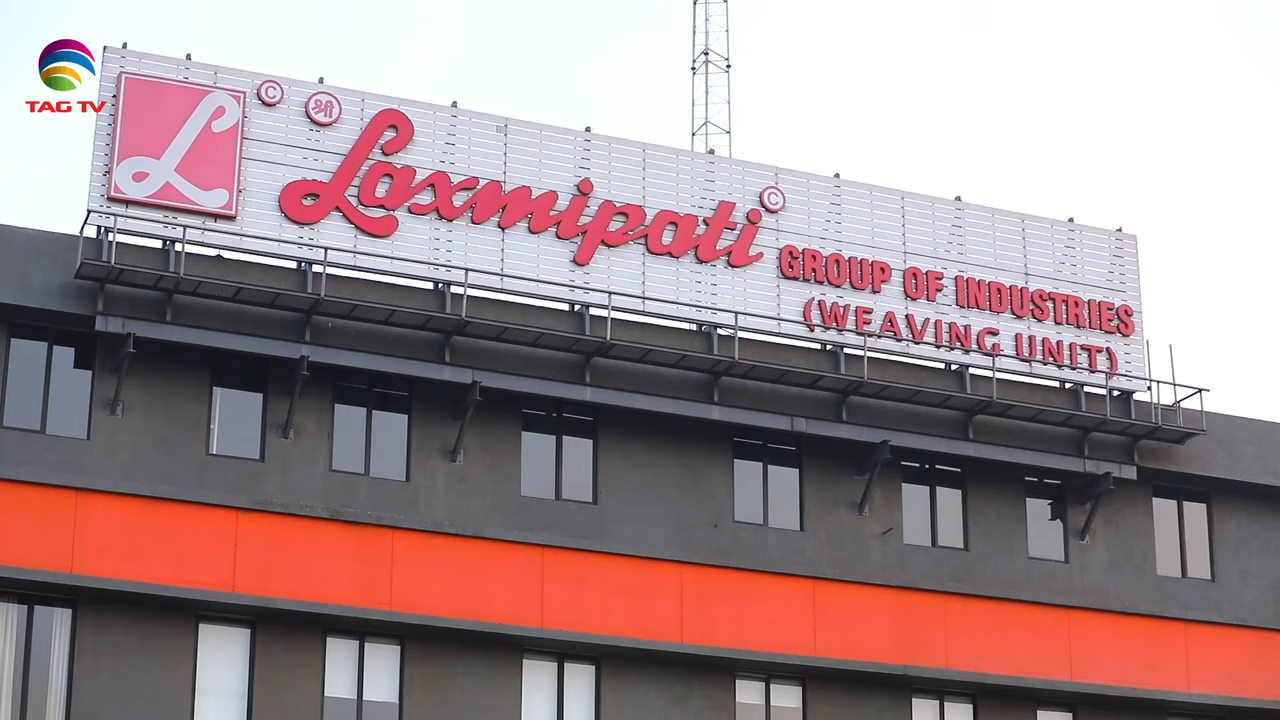 TAG TV
L © श्री
Laxmipati ©
GROUP OF INDUSTRIES
(WEAVING UNIT)